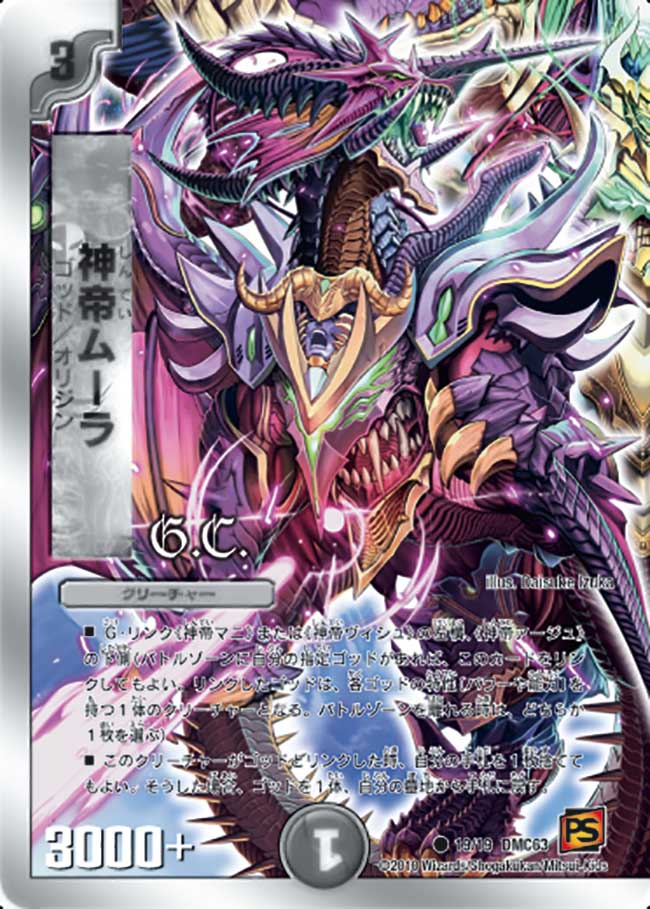 3
神帝ムーラ
しんてい
ゴッド／オリジン
G.C.
クリーチャー
illus. Daisuke Izuka
■ G・リンク《神帝マニ》または《神帝ヴィシュ》の左側、《神帝アージュ》
の下側(バトルゾーンに自分の指定ゴッドがあれば、このカードをリン
クしてもよい。リンクしたゴッドは、各ゴッドの特性[パワーや能力]を
持つ1体のクリーチャーとなる。バトルゾーンを離れる時は、どちらか
1枚を選ぶ)
■ このクリーチャーがゴッドとリンクした時、自分の手札を1枚捨てて
もよい。そうした場合、ゴッドを1体、自分の墓地から手札に戻す。
3000+
1
19/19 DMC63
PS
©2010 Wizards/Shogakukan/Mitsui-Kids